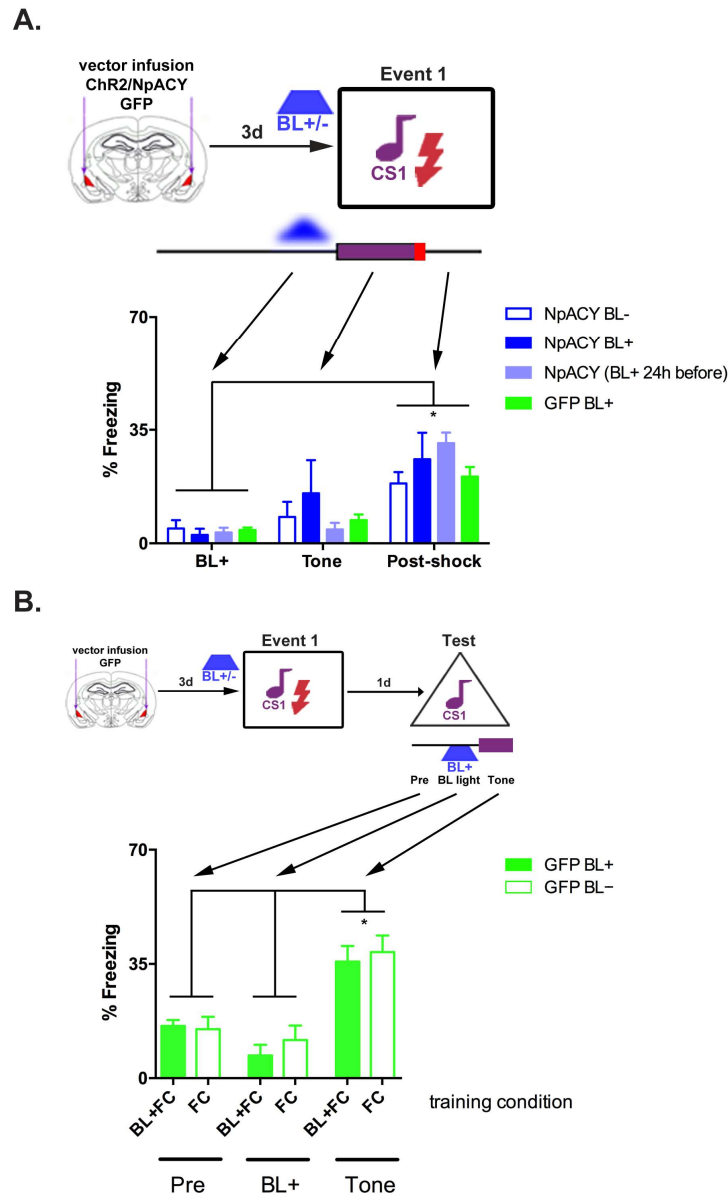 A.
vector infusion
ChR2/NpACY
GFP
3d
BL+/-
Event 1
CS1
70
35
0
% Freezing
BL+ Tone Post-shock
*
NpACY BL-
NpACY BL+
NpACY (BL+ 24h before)
GFP BL+
B.
vector infusion
GFP
3d
BL+/-
Event 1
CS1
1d
Test
CS1
BL+
Pre BL light Tone
70
35
0
% Freezing
*
GFP BL+
GFP BL−
BL+FC FC BL+FC FC BL+FC FC training condition
Pre BL+ Tone